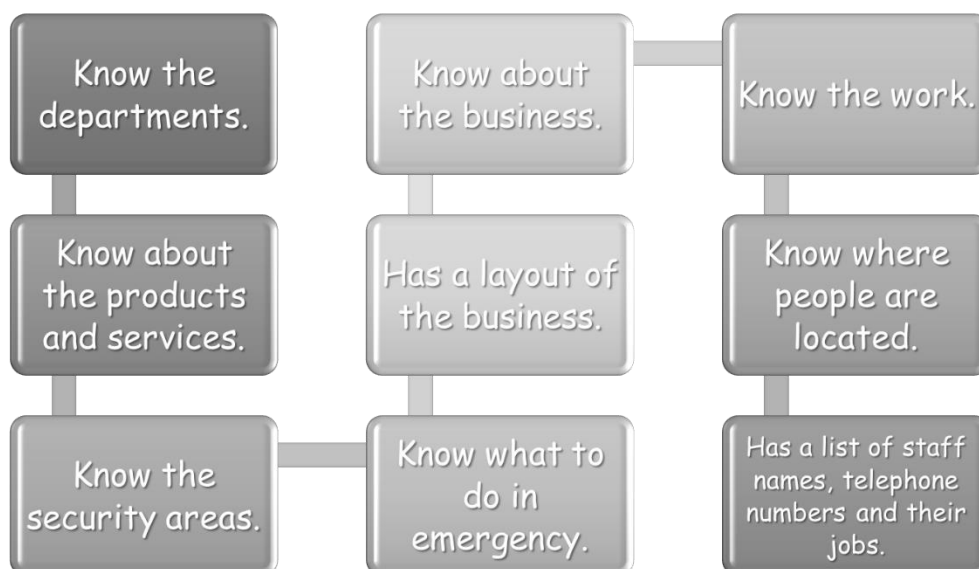 Know the
departments.
Know about
the products
and services.
Know the
security areas.
Know what to
do in
emergency.
Has a layout of
the business.
Know about
the business.
Know the work.
Know where
people are
located.
Has a list of staff
names, telephone
numbers and their
jobs.